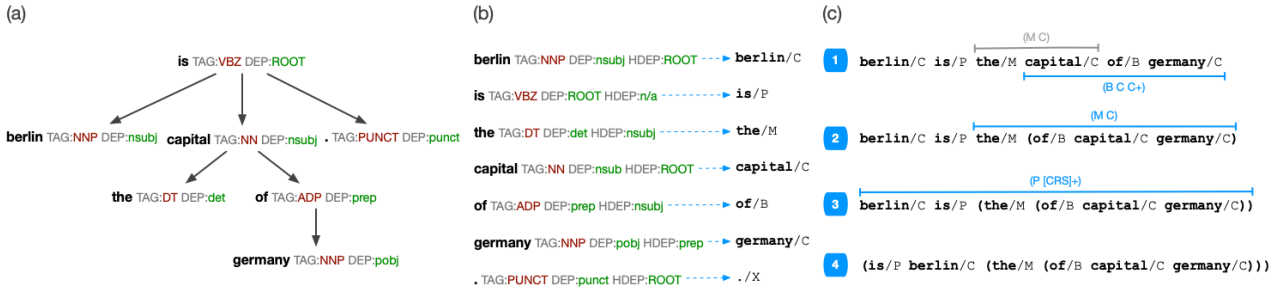 (a)
is TAG:VBZ DEP:ROOT
berlin TAG:NNP DEP:nsubj
capital TAG:NN DEP:nsubj
. TAG:PUNCT DEP:punct
the TAG:DT DEP:det
of TAG:ADP DEP:prep
germany TAG:NNP DEP:pobj
(b)
berlin TAG:NNP DEP:nsubj HDEP:ROOT berlin/C
is TAG:VBZ DEP:ROOT HDEP:n/a is/P
the TAG:DT DEP:det HDEP:nsubj the/M
capital TAG:NN DEP:nsub HDEP:ROOT capital/C
of TAG:ADP DEP:prep HDEP:nsubj of/B
germany TAG:NNP DEP:pobj HDEP:prep germany/C
. TAG:PUNCT DEP:punct HDEP:ROOT ./X
(c)
(M C)
1 berlin/C is/P the/M capital/C of/B germany/C
(B C C+)
(M C)
2 berlin/C is/P the/M (of/B capital/C germany/C)
(P [CRS]+)
3 berlin/C is/P (the/M (of/B capital/C germany/C))
4 (is/P berlin/C (the/M (of/B capital/C germany/C)))